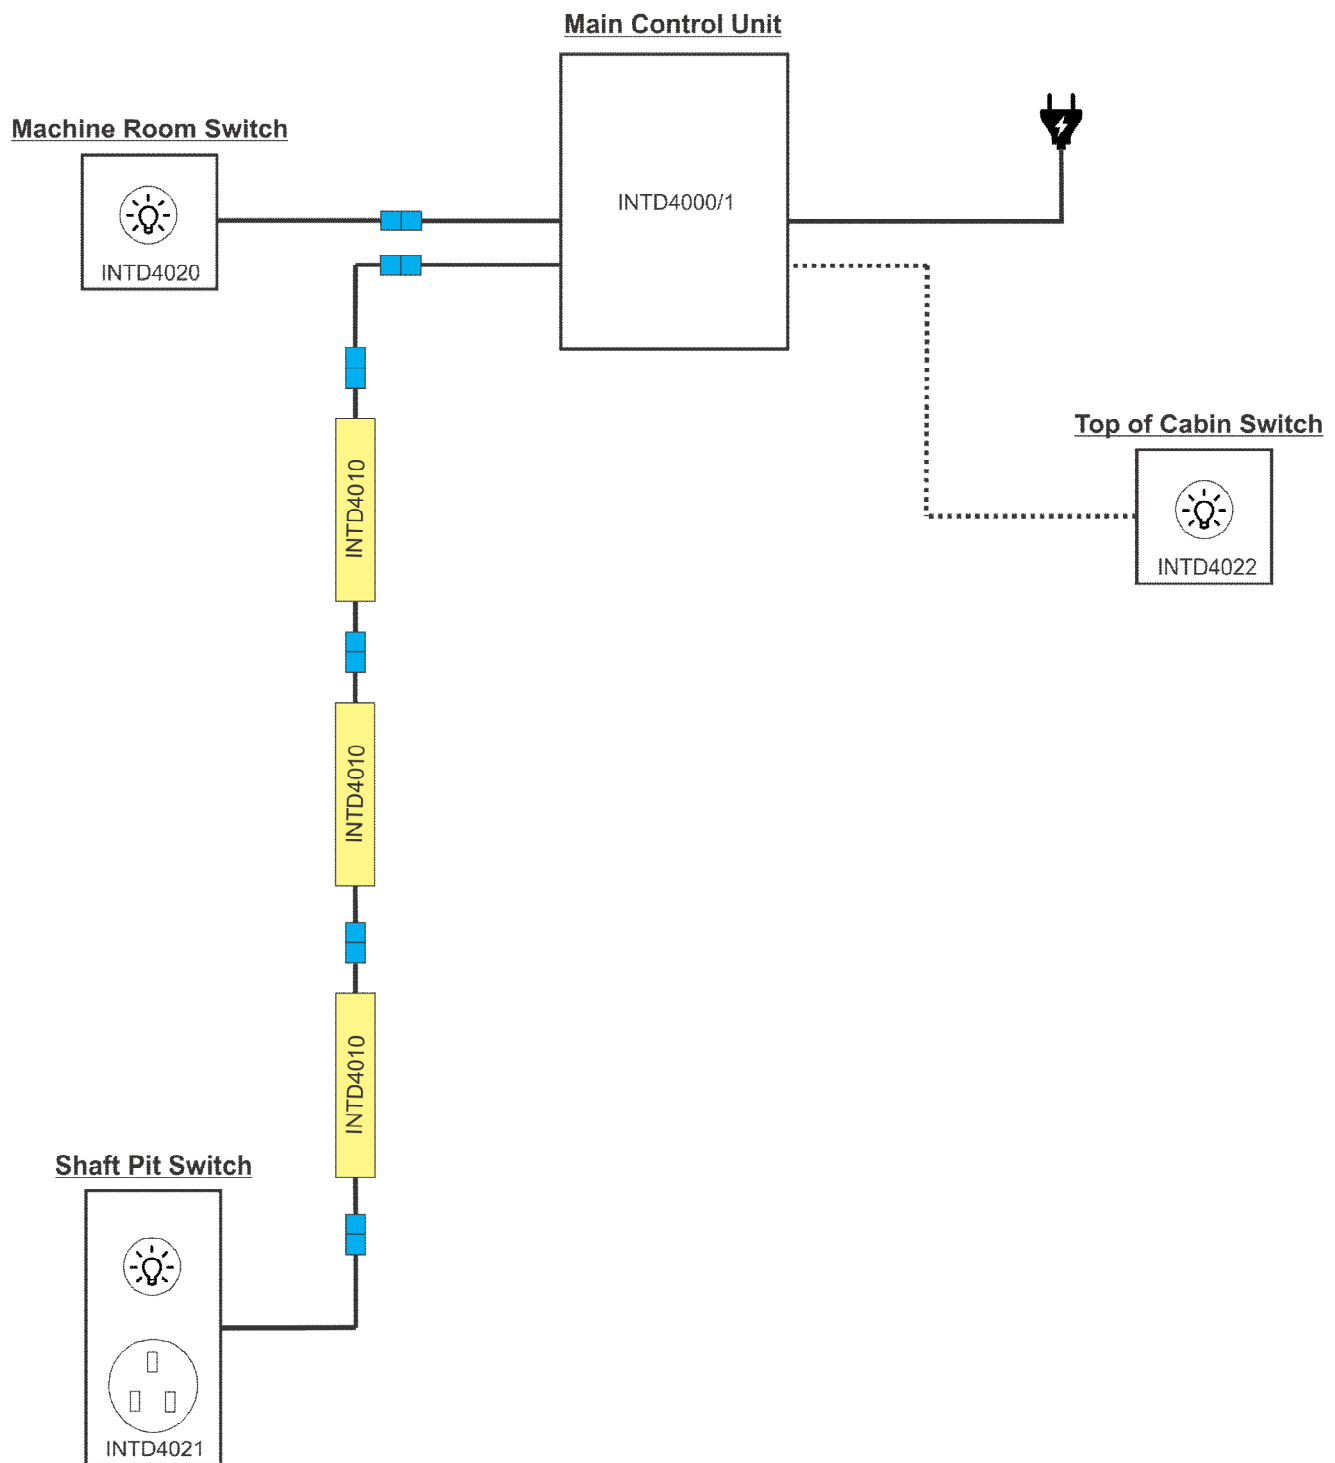 Main Control Unit
Machine Room Switch
INTD4000/1
INTD4020
Top of Cabin Switch
INTD4010
INTD4022
INTD4010
INTD4010
Shaft Pit Switch
INTD4021